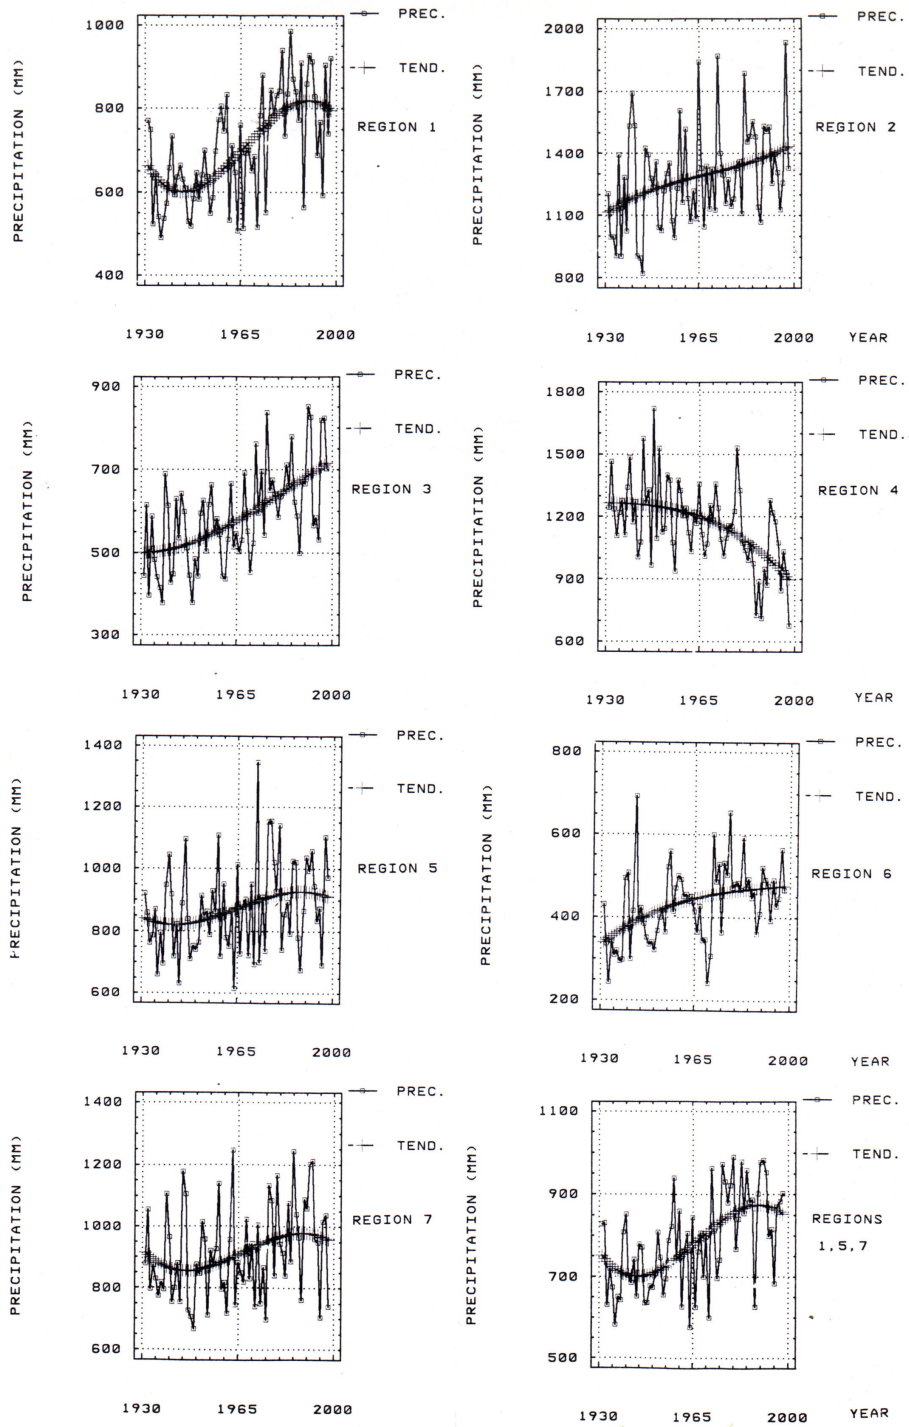 PREC.
TEND.
REGION 1
PRECIPITATION (MM)
1000
800
600
400
1930 1965 2000
PREC.
TEND.
REGION 2
PRECIPITATION (MM)
2000
1700
1400
1100
800
1930 1965 2000 YEAR
PREC.
TEND.
REGION 3
PRECIPITATION (MM)
900
700
500
300
1930 1965 2000
PREC.
TEND.
REGION 4
PRECIPITATION (MM)
1800
1500
1200
900
600
1930 1965 2000 YEAR
PREC.
TEND.
REGION 5
PRECIPITATION (MM)
1400
1200
1000
800
600
1930 1965 2000
PREC.
TEND.
REGION 6
PRECIPITATION (MM)
800
600
400
200
1930 1965 2000 YEAR
PREC.
TEND.
REGION 7
PRECIPITATION (MM)
1400
1200
1000
800
600
1930 1965 2000
PREC.
TEND.
REGIONS
1,5,7
PRECIPITATION (MM)
1100
900
700
500
1930 1965 2000 YEAR